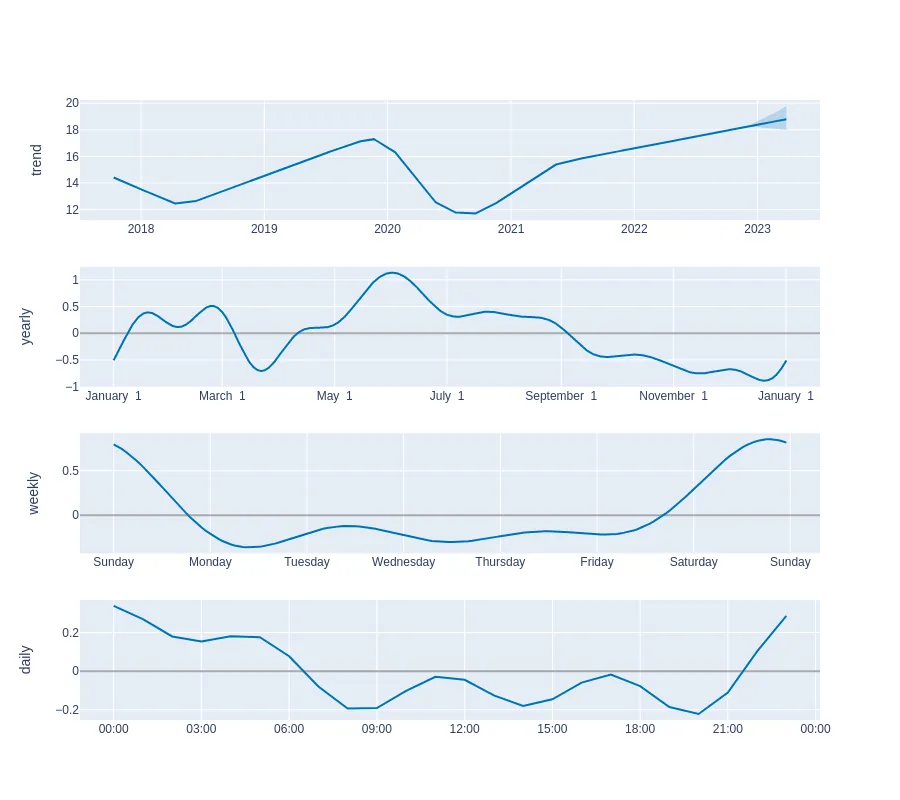 trend
20
18
16
14
12
2018 2019 2020 2021 2022 2023
yearly
1
0.5
0
−0.5
−1
January 1 March 1 May 1 July 1 September 1 November 1 January 1
weekly
0.5
0
Sunday Monday Tuesday Wednesday Thursday Friday Saturday Sunday
daily
0.2
0
−0.2
00:00 03:00 06:00 09:00 12:00 15:00 18:00 21:00 00:00